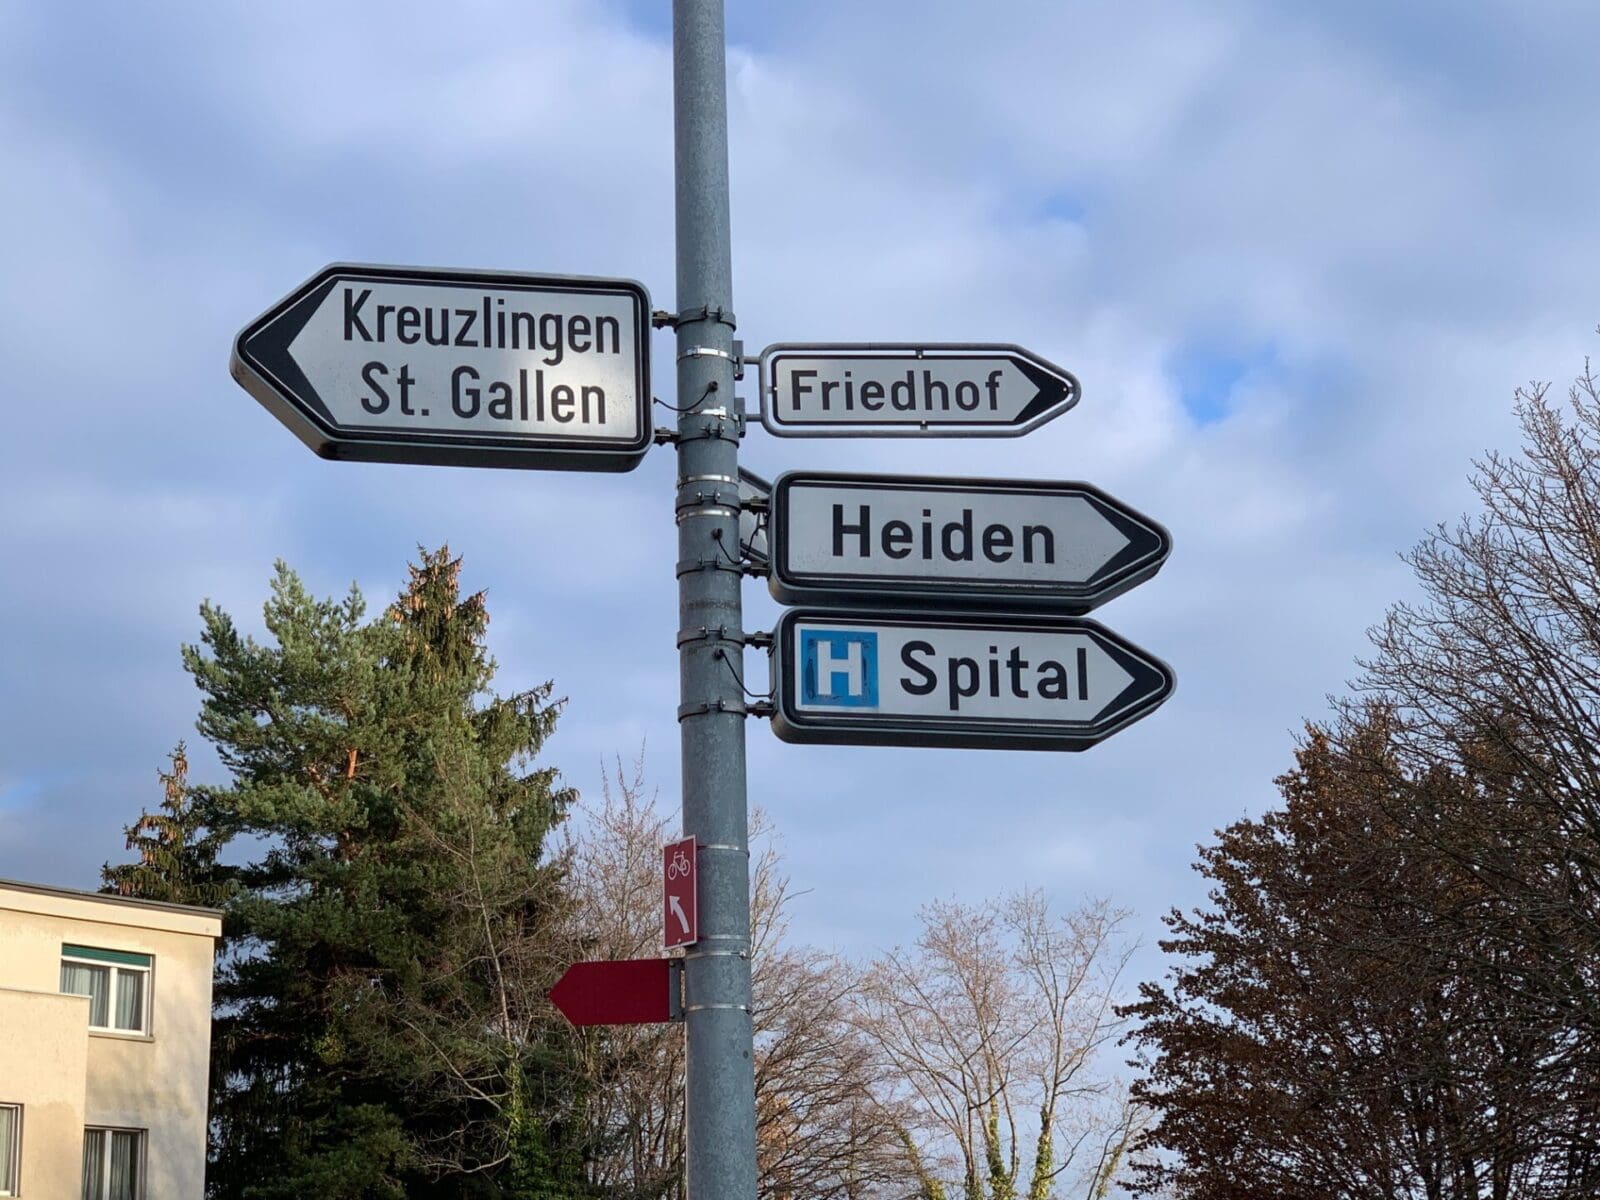 Kreuzlingen
St. Gallen
Friedhof
Heiden
H Spital